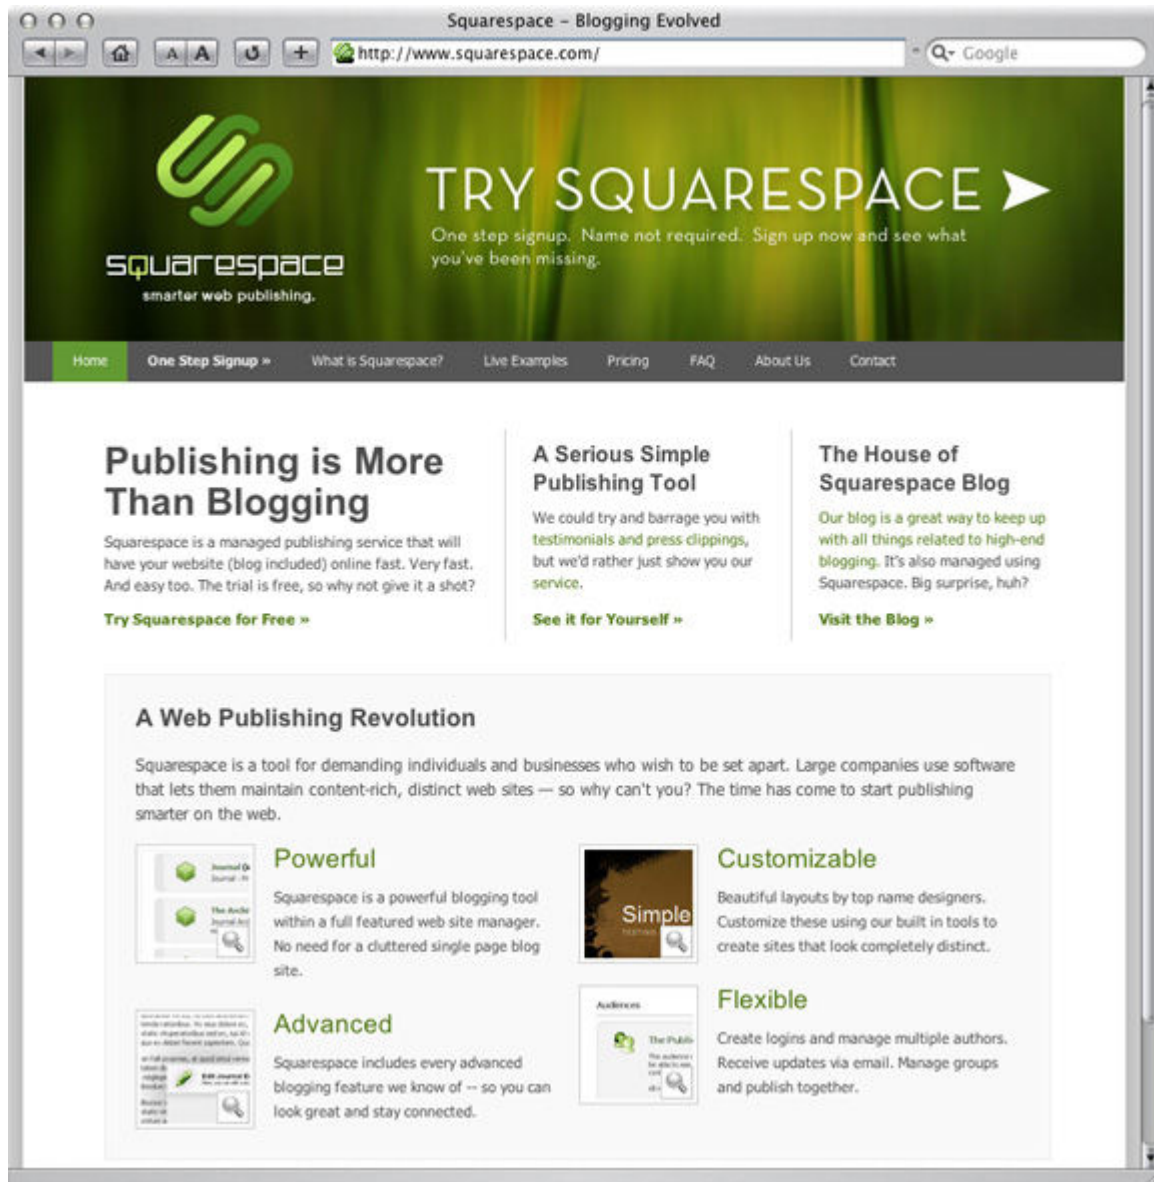 Squarespace - Blogging Evolved
A A
http://www.squarespace.com/
Google
TRY SQUARESPACE
One step signup. Name not required. Sign up now and see what
you've been missing.
squarespace
smarter web publishing.
Home One Step Signup » What is Squarespace? Live Examples Pricing FAQ About Us Contact
Publishing is More
Than Blogging
Squarespace is a managed publishing service that will
have your website (blog included) online fast. Very fast.
And easy too. The trial is free, so why not give it a shot?
Try Squarespace for Free »
A Serious Simple
Publishing Tool
We could try and barrage you with
testimonials and press clippings,
but we'd rather just show you our
service.
See it for Yourself »
The House of
Squarespace Blog
Our blog is a great way to keep up
with all things related to high-end
blogging. It's also managed using
Squarespace. Big surprise, huh?
Visit the Blog »
A Web Publishing Revolution
Squarespace is a tool for demanding individuals and businesses who wish to be set apart. Large companies use software
that lets them maintain content-rich, distinct web sites — so why can't you? The time has come to start publishing
smarter on the web.
Powerful
Squarespace is a powerful blogging tool
within a full featured web site manager.
No need for a cluttered single page blog
site.
Simple
Customizable
Beautiful layouts by top name designers.
Customize these using our built in tools to
create sites that look completely distinct.
Advanced
Squarespace includes every advanced
blogging feature we know of -- so you can
look great and stay connected.
Audiences
Flexible
Create logins and manage multiple authors.
Receive updates via email. Manage groups
and publish together.